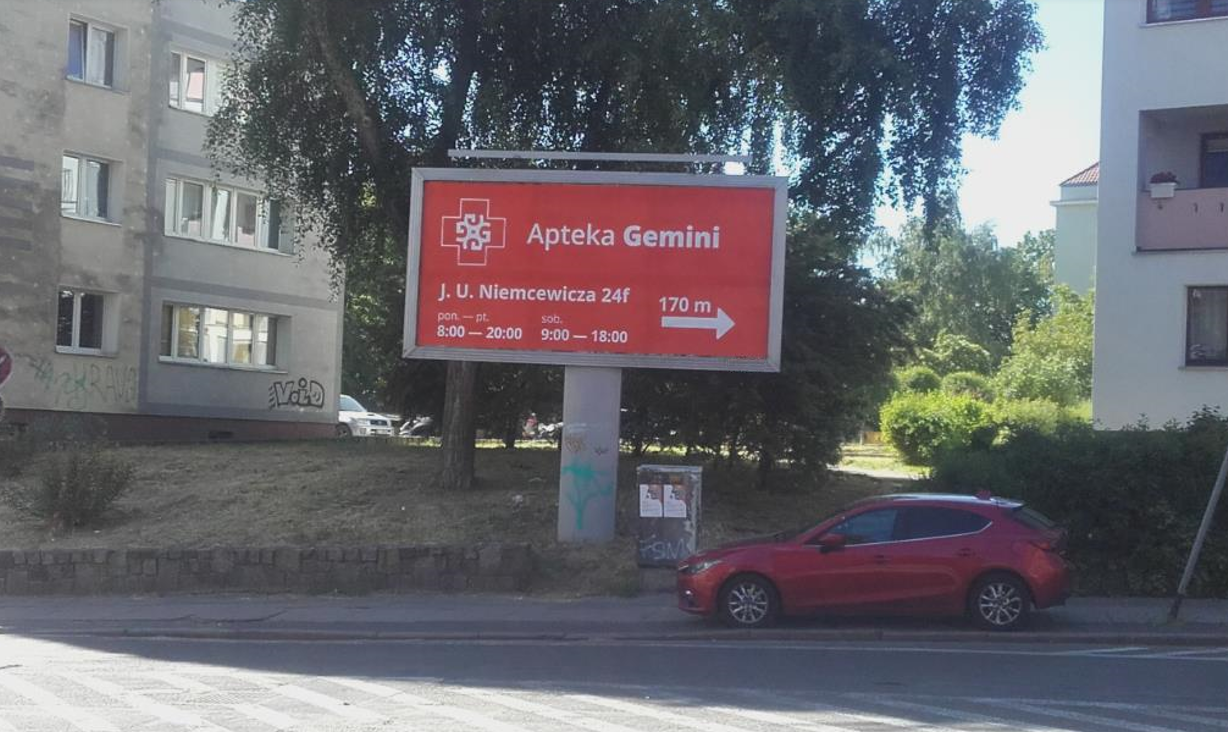 Apteka Gemini
J. U. Niemcewicza 24f
170 m
pon. — pt.
sob.
8:00 — 20:00
9:00 — 18:00
VOID